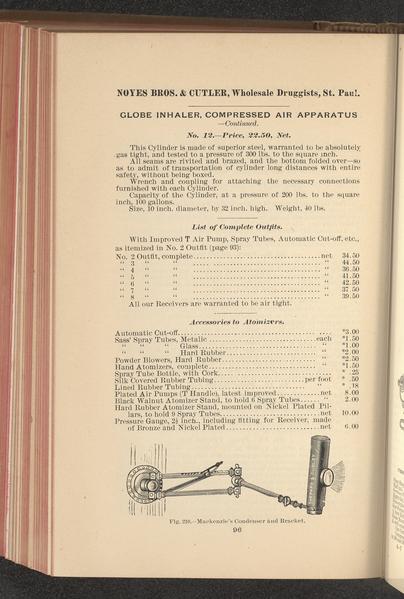 NOYES BROS. & CUTLER, Wholesale Druggists, St. Paul.
GLOBE INHALER, COMPRESSED AIR APPARATUS
—Continued.
No. 12.—Price, 22.50, Net.
This Cylinder is made of superior steel, warranted to be absolutely
gas tight, and tested to a pressure of 300 lbs. to the square inch.
All seams are rivited and brazed, and the bottom folded over—so
as to admit of transportation of cylinder long distances with entire
safety, without being boxed.
Wrench and coupling for attaching the necessary connections
furnished with each Cylinder.
Capacity of the Cylinder, at a pressure of 200 lbs. to the square
inch, 100 gallons.
Size, 10 inch. diameter, by 32 inch. high. Weight, 40 lbs.
List of Complete Outfits.
With Improved T Air Pump, Spray Tubes, Automatic Cut-off, etc.,
as itemized in No. 2 Outfit (page 93):
No. 2 Outfit, complete........net 34.50
" 3 " " ........ " 44.50
" 4 " " ........ " 36.50
" 5 " " ........ " 41.50
" 6 " " ........ " 42.50
" 7 " " ........ " 37 50
" 8 " " ........ " 39.50
All our Receivers are warranted to be air tight.
Accessories to Atomizers.
Automatic Cut-off........ *3.00
Sass' Spray Tubes, Metalic........each *1.50
" " " Glass........ " *1.00
" " " Hard Rubber........ " *2.00
Powder Blowers, Hard Rubber........ " *2.50
Hand Atomizers, complete........ " *1.50
Spray Tube Bottle, with Cork........ " * 25
Silk Covered Rubber Tubing........per foot * .50
Lined Rubber Tubing........ " * .18
Plated Air Pumps (T Handle), latest improved........net 8.00
Black Walnut Atomizer Stand, to hold 6 Spray Tubes...... " 2.00
Hard Rubber Atomizer Stand, mounted on Nickel Plated Pil-
lars, to hold 9 Spray Tubes........net 10.00
Pressure Gauge, 2½ inch., including fitting for Receiver, made
of Bronze and Nickel Plated........net 6.00
Fig. 210.—Mackenzie's Condenser and Bracket.
96